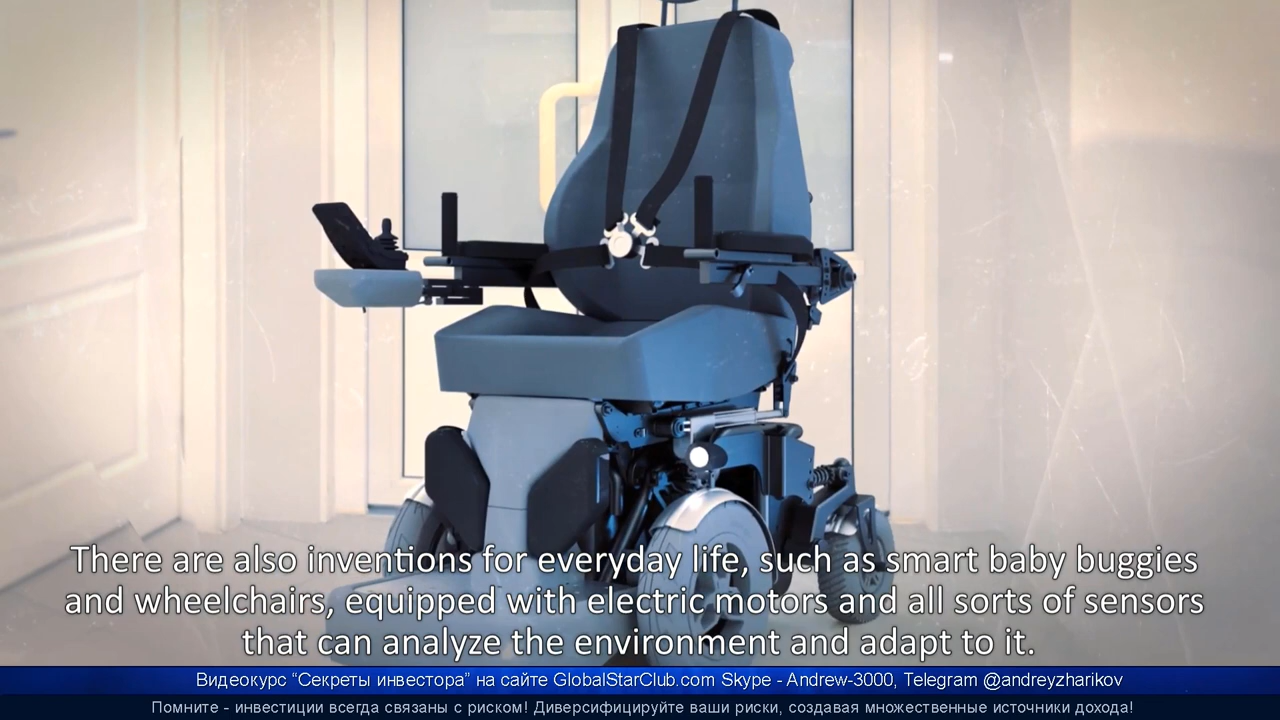 There are also inventions for everyday life, such as smart baby buggies
and wheelchairs, equipped with electric motors and all sorts of sensors
that can analyze the environment and adapt to it.
Видеокурс “Секреты инвестора” на сайте GlobalStarClub.com Skype - Andrew-3000, Telegram @andreyzharikov
Помните - инвестиции всегда связаны с риском! Диверсифицируйте ваши риски, создавая множественные источники дохода!